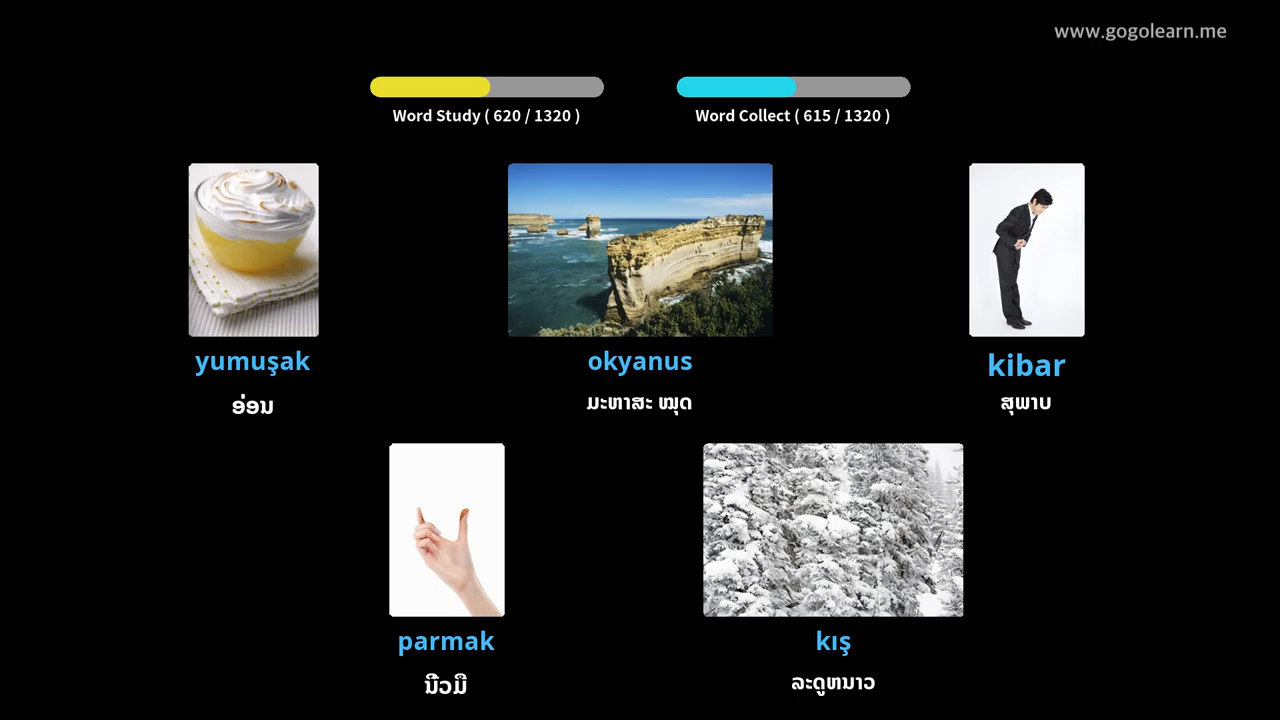 www.gogolearn.me
Word Study ( 620 / 1320 )
Word Collect ( 615 / 1320 )
yumuşak
okyanus
kibar
ອ່ອນ
ມະຫາສະ ໝຸດ
ສຸພາບ
parmak
kış
ນີ້ວມື
ລະດູຫນາວ